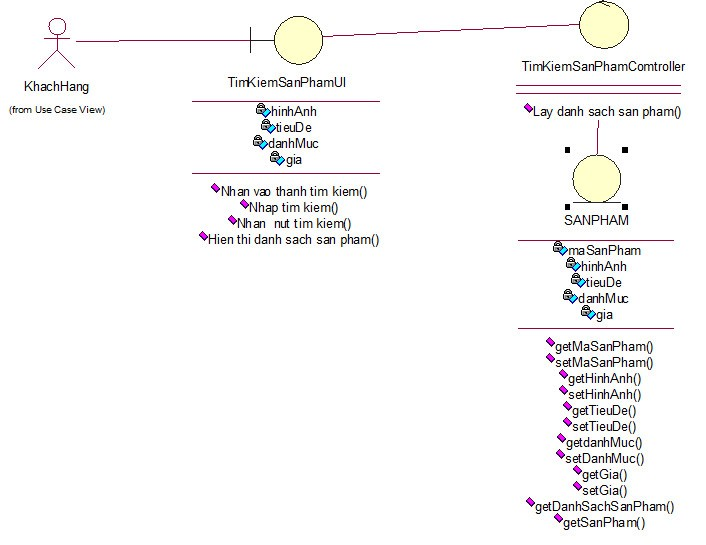 KhachHang
(from Use Case View)
TimKiemSanPhamUI
hinhAnh
tieuDe
danhMuc
gia
Nhan vao thanh tim kiem()
Nhap tim kiem()
Nhan nut tim kiem()
Hien thi danh sach san pham()
TimKiemSanPhamComtroller
Lay danh sach san pham()
SANPHAM
maSanPham
hinhAnh
tieuDe
danhMuc
gia
getMaSanPham()
setMaSanPham()
getHinhAnh()
setHinhAnh()
getTieuDe()
setTieuDe()
getdanhMuc()
setDanhMuc()
getGia()
setGia()
getDanhSachSanPham()
getSanPham()